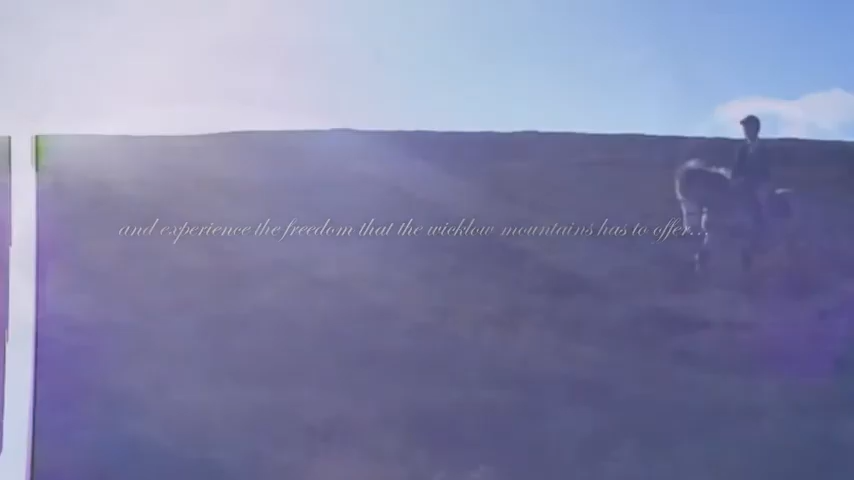 and experience the freedom that the wicklow mountains has to offer...